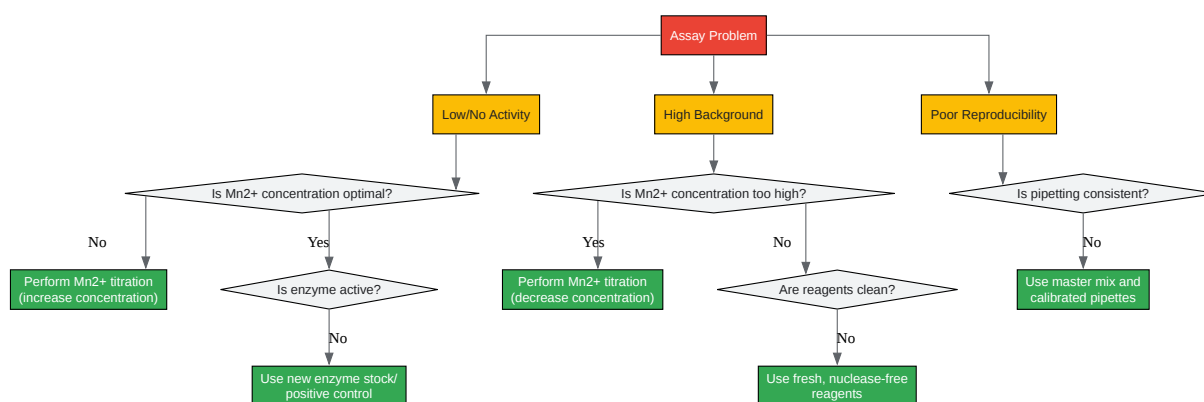 Assay Problem
Low/No Activity
High Background
Poor Reproducibility
Is Mn2+ concentration optimal?
Is Mn2+ concentration too high?
Is pipetting consistent?
No
Yes
Yes
No
No
Perform Mn2+ titration
(increase concentration)
Is enzyme active?
Perform Mn2+ titration
(decrease concentration)
Are reagents clean?
Use master mix and
calibrated pipettes
No
No
Use new enzyme stock/
positive control
Use fresh, nuclease-free
reagents